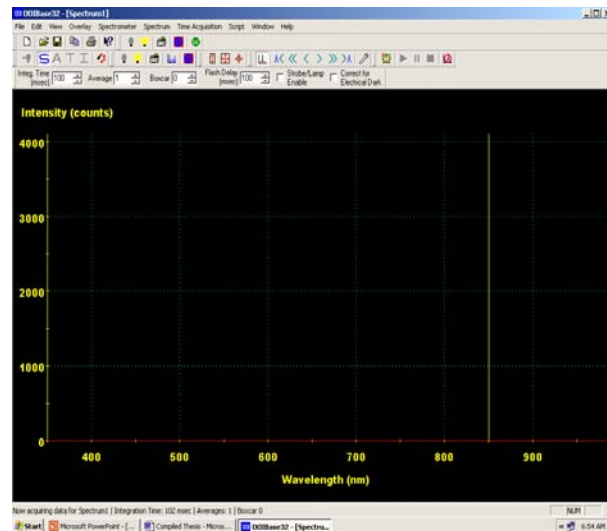 OOIBase32 - [Spectrum1]
File Edit View Overlay Spectrometer Spectrum Time Acquisition Script Window Help
S A T I
Integ. Time (msec) 100 Average 1 Boxcar 0 Flash Delay (msec) 100 Strobe/Lamp Enable Correct for Electrical Dark
Intensity (counts)
4000
3000
2000
1000
0
400 500 600 700 800 900
Wavelength (nm)
Now acquiring data for Spectrum1 | Integration Time: 102 msec | Averages: 1 | Boxcar 0 NUM
Start Microsoft PowerPoint - [... Compiled Thesis - Micros... OOIBase32 - [Spectru... 6:54 AM